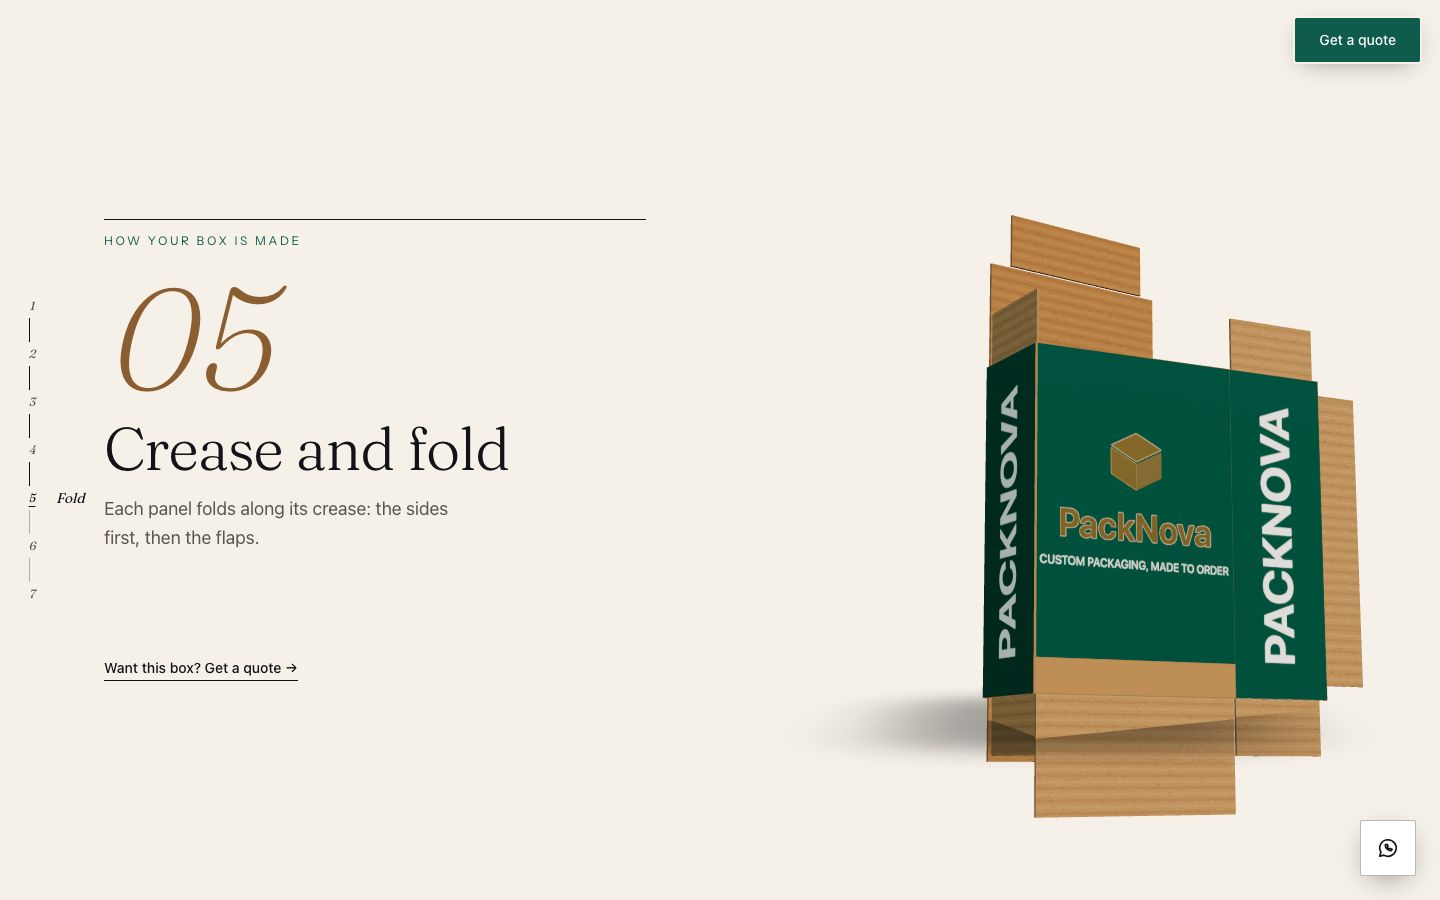 Get a quote
HOW YOUR BOX IS MADE
05
Crease and fold
Each panel folds along its crease: the sides
first, then the flaps.
Want this box? Get a quote →
1
2
3
4
5 Fold
6
7
PACKNOVA
PackNova
CUSTOM PACKAGING, MADE TO ORDER
PACKNOVA